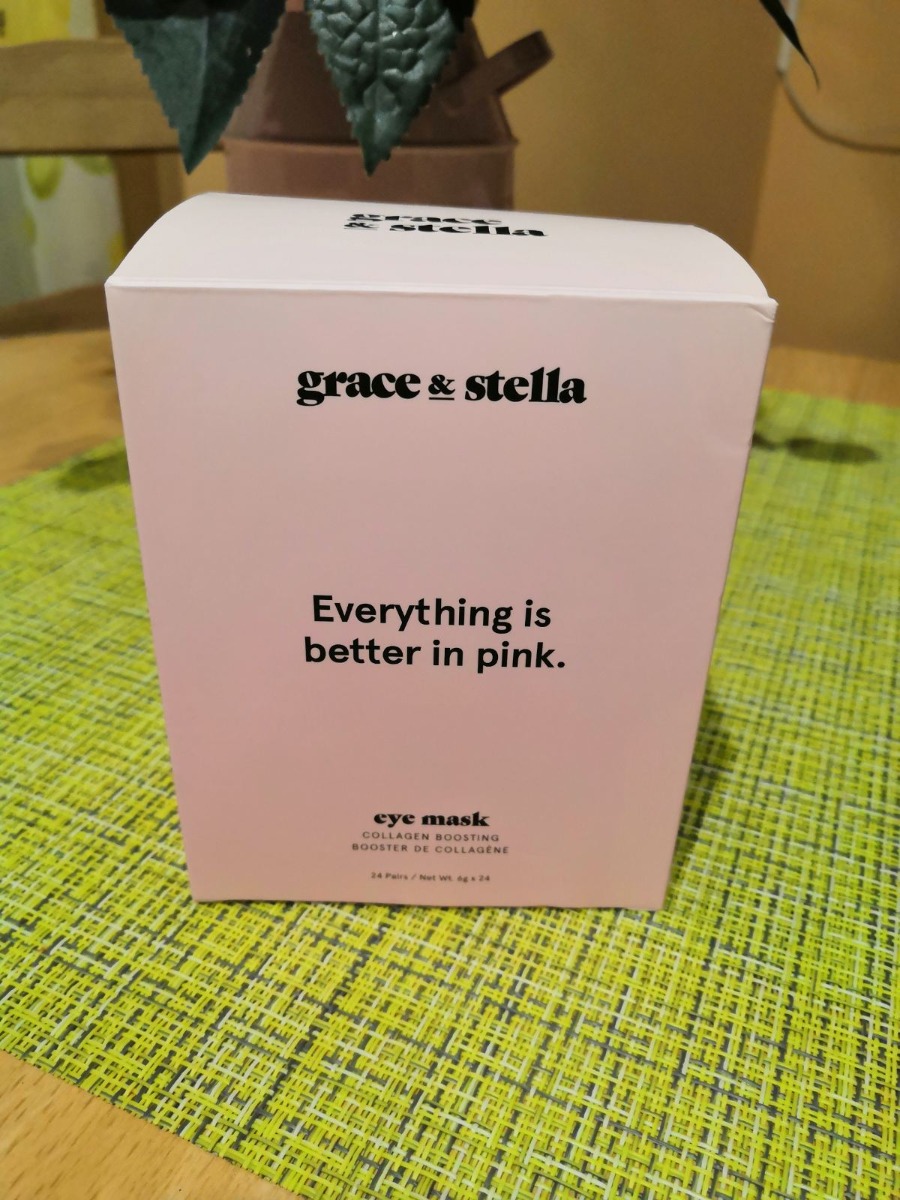 grace
& stella
grace & stella
Everything is
better in pink.
eye mask
COLLAGEN BOOSTING
BOOSTER DE COLLAGÈNE
24 Pairs / Net Wt. 6g x 24